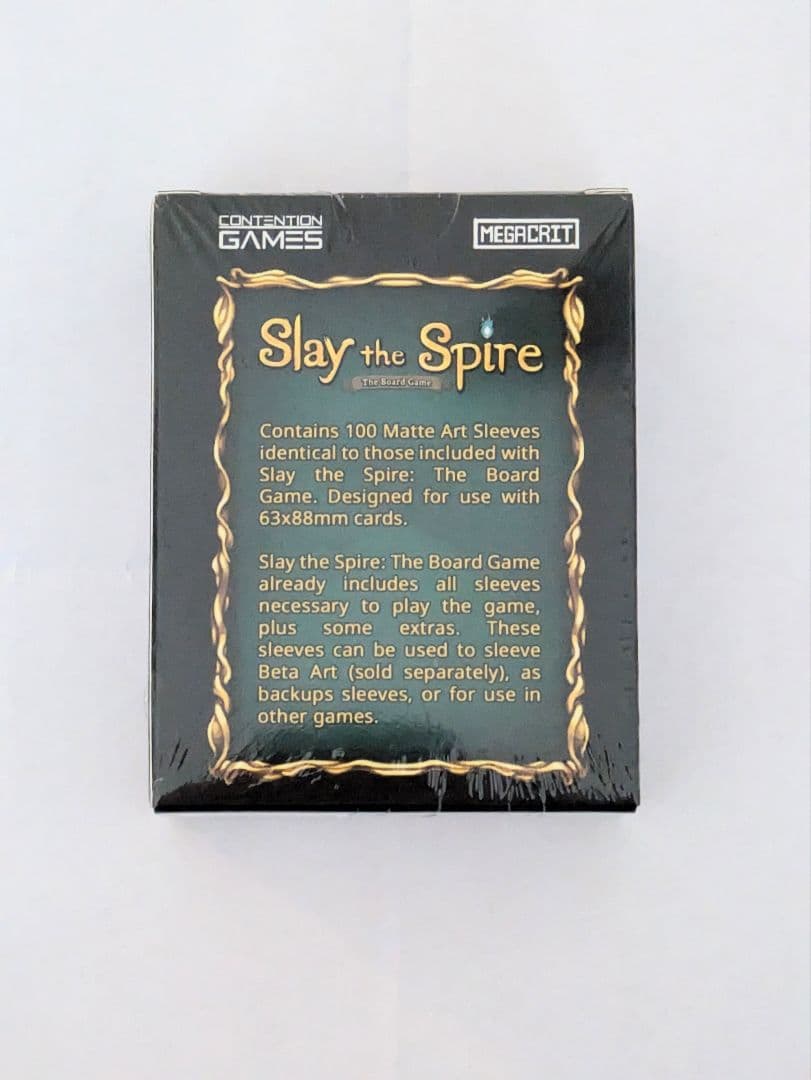 CONTENTION
GAMES
MEGACRIT
Slay the Spire
The Board Game
Contains 100 Matte Art Sleeves
identical to those included with
Slay the Spire: The Board
Game. Designed for use with
63x88mm cards.
Slay the Spire: The Board Game
already includes all sleeves
necessary to play the game,
plus some extras. These
sleeves can be used to sleeve
Beta Art (sold separately), as
backups sleeves, or for use in
other games.